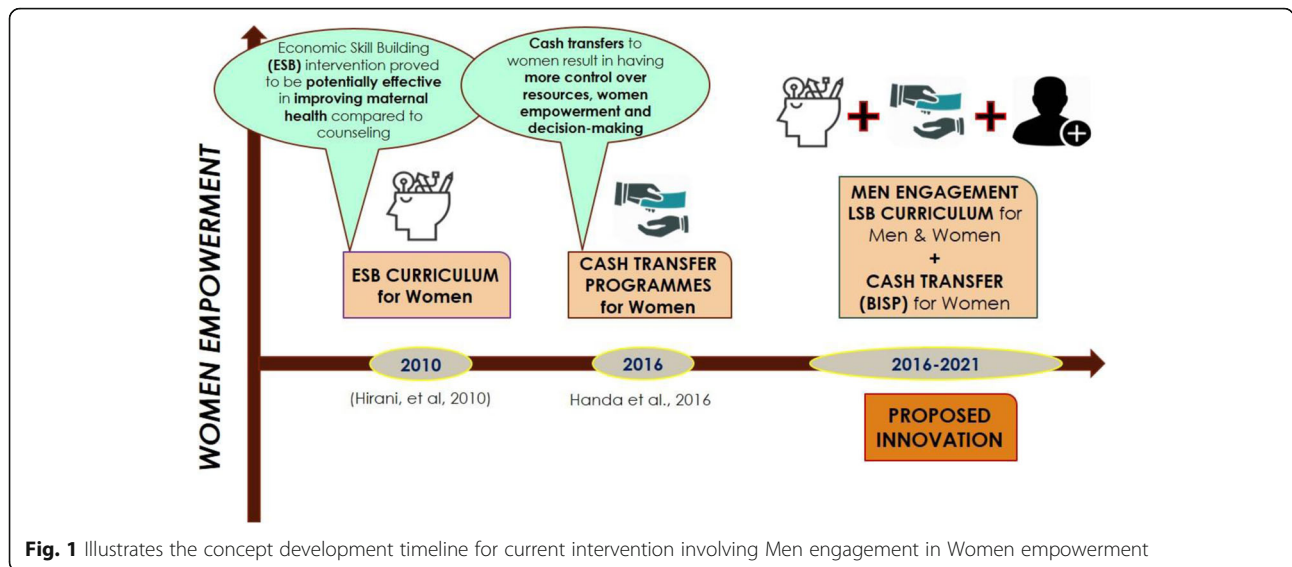 WOMEN EMPOWERMENT
Economic Skill Building
(ESB) intervention proved
to be potentially effective
in improving maternal
health compared to
counseling
Cash transfers to
women result in having
more control over
resources, women
empowerment and
decision-making
ESB CURRICULUM
for Women
CASH TRANSFER
PROGRAMMES
for Women
MEN ENGAGEMENT
LSB CURRICULUM for
Men & Women
+
CASH TRANSFER
(BISP) for Women
2010
2016
2016-2021
(Hirani, et al, 2010)
Handa et al., 2016
PROPOSED
INNOVATION
Fig. 1 Illustrates the concept development timeline for current intervention involving Men engagement in Women empowerment